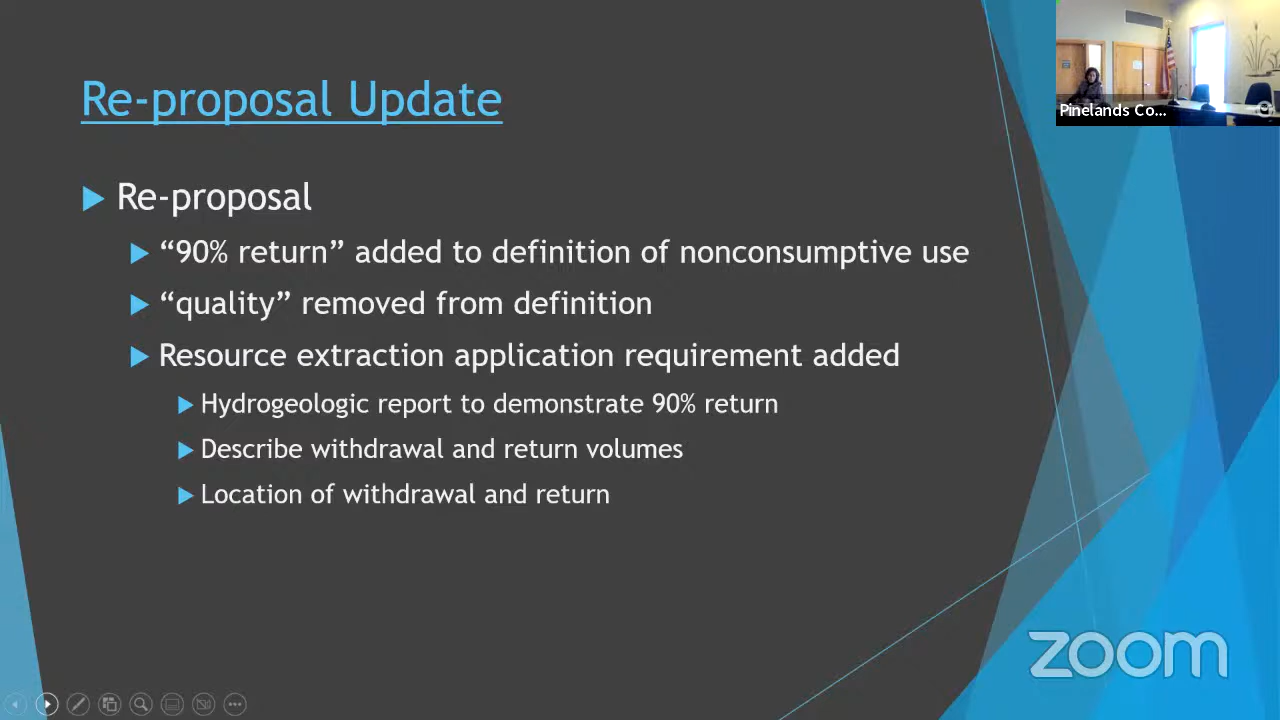 Re-proposal Update
Re-proposal
“90% return” added to definition of nonconsumptive use
“quality” removed from definition
Resource extraction application requirement added
Hydrogeologic report to demonstrate 90% return
Describe withdrawal and return volumes
Location of withdrawal and return
Pinelands Co...
zoom